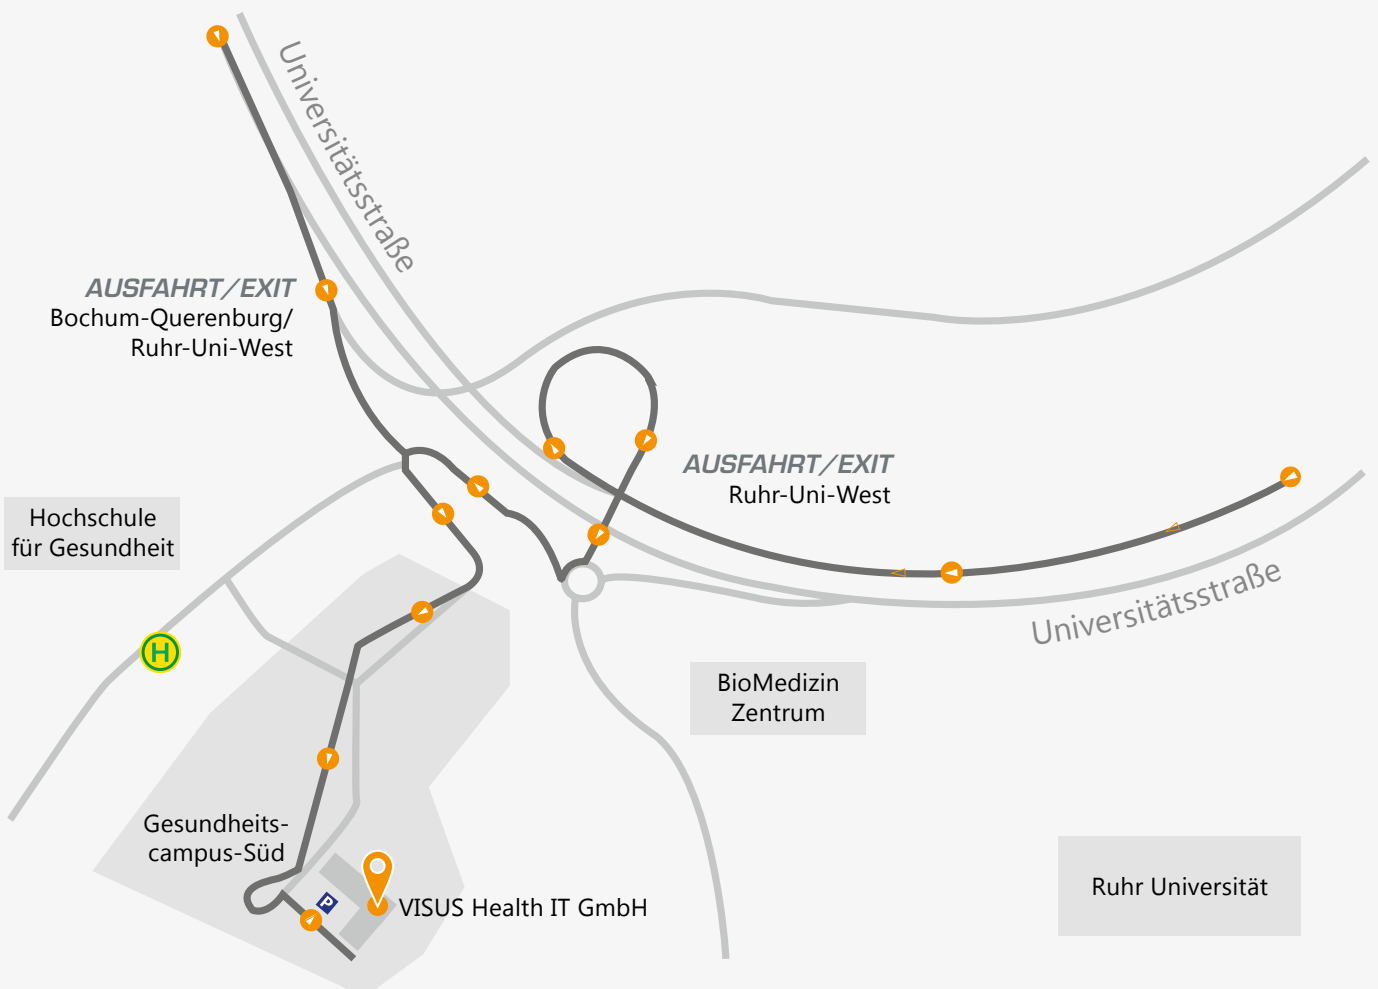 Universitätsstraße
AUSFAHRT/EXIT
Bochum-Querenburg/
Ruhr-Uni-West
AUSFAHRT/EXIT
Ruhr-Uni-West
Hochschule
für Gesundheit
H
Universitätsstraße
BioMedizin
Zentrum
Gesundheits-
campus-Süd
P
VISUS Health IT GmbH
Ruhr Universität